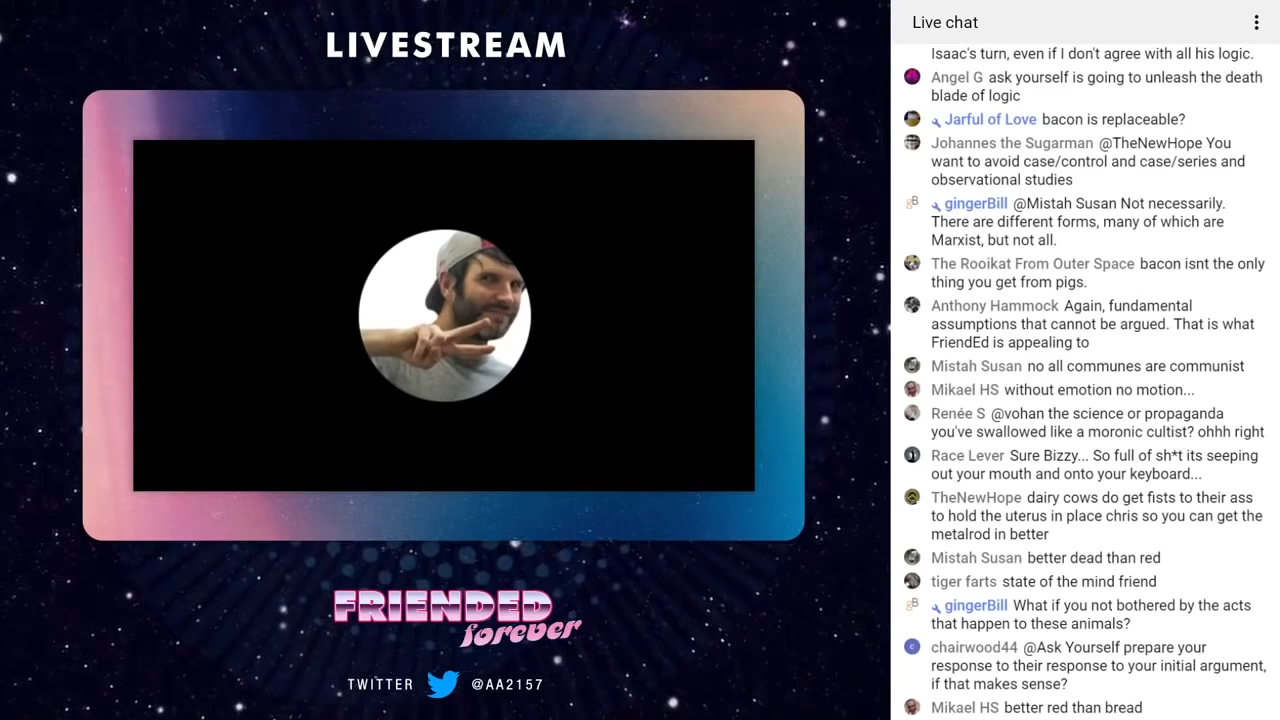 LIVESTREAM
FRIENDED
forever
TWITTER @AA2157
Live chat
Isaac's turn, even if I don't agree with all his logic.
Angel G ask yourself is going to unleash the death
blade of logic
Jarful of Love bacon is replaceable?
Johannes the Sugarman @TheNewHope You
want to avoid case/control and case/series and
observational studies
gB gingerBill @Mistah Susan Not necessarily.
There are different forms, many of which are
Marxist, but not all.
The Rooikat From Outer Space bacon isnt the only
thing you get from pigs.
Anthony Hammock Again, fundamental
assumptions that cannot be argued. That is what
FriendEd is appealing to
Mistah Susan no all communes are communist
Mikael HS without emotion no motion...
Renée S @vohan the science or propaganda
you've swallowed like a moronic cultist? ohhh right
Race Lever Sure Bizzy... So full of sh*t its seeping
out your mouth and onto your keyboard...
TheNewHope dairy cows do get fists to their ass
to hold the uterus in place chris so you can get the
metalrod in better
Mistah Susan better dead than red
tiger farts state of the mind friend
gB gingerBill What if you not bothered by the acts
that happen to these animals?
c chairwood44 @Ask Yourself prepare your
response to their response to your initial argument,
if that makes sense?
Mikael HS better red than bread